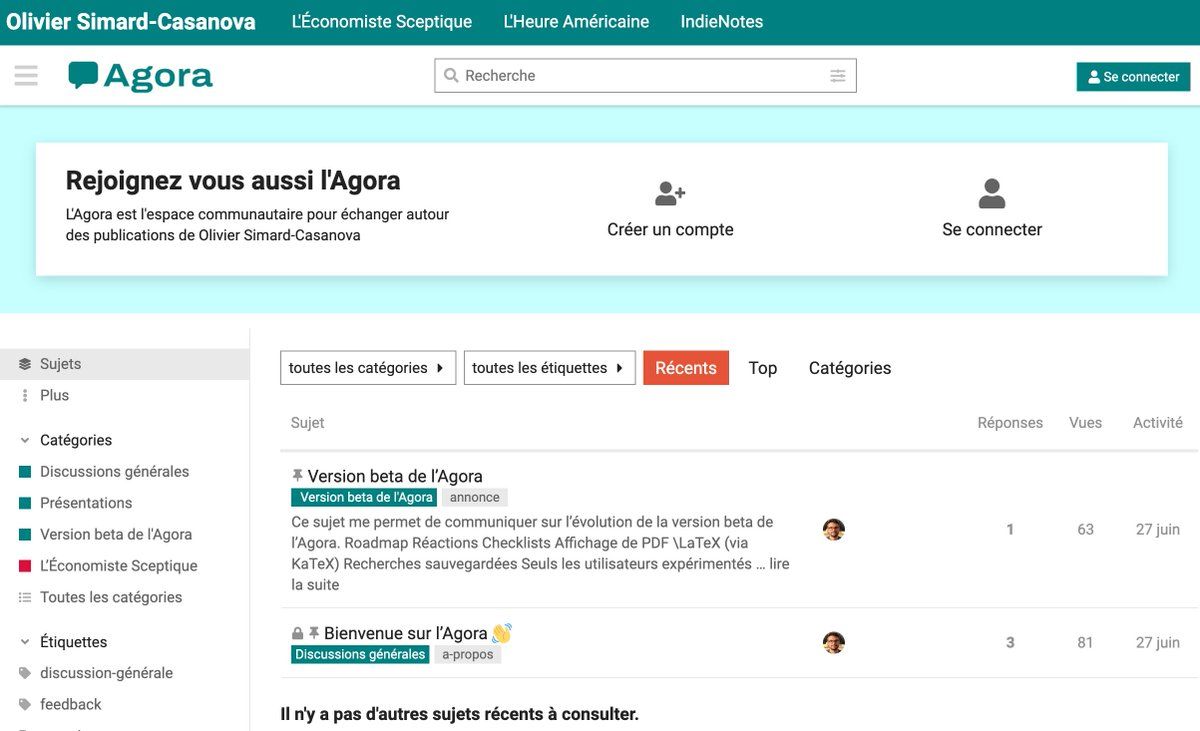 Olivier Simard-Casanova L'Économiste Sceptique L'Heure Américaine IndieNotes
Agora Recherche Se connecter
Rejoignez vous aussi l'Agora
L'Agora est l'espace communautaire pour échanger autour
des publications de Olivier Simard-Casanova
Créer un compte
Se connecter
Sujets
Plus
Catégories
Discussions générales
Présentations
Version beta de l'Agora
L'Économiste Sceptique
Toutes les catégories
Étiquettes
discussion-générale
feedback
toutes les catégories toutes les étiquettes Récents Top Catégories
Sujet Réponses Vues Activité
Version beta de l’Agora
Version beta de l'Agora annonce
Ce sujet me permet de communiquer sur l’évolution de la version beta de
l’Agora. Roadmap Réactions Checklists Affichage de PDF \LaTeX (via
KaTeX) Recherches sauvegardées Seuls les utilisateurs expérimentés … lire
la suite
1 63 27 juin
Bienvenue sur l’Agora 👋
Discussions générales a-propos
3 81 27 juin
Il n'y a pas d'autres sujets récents à consulter.